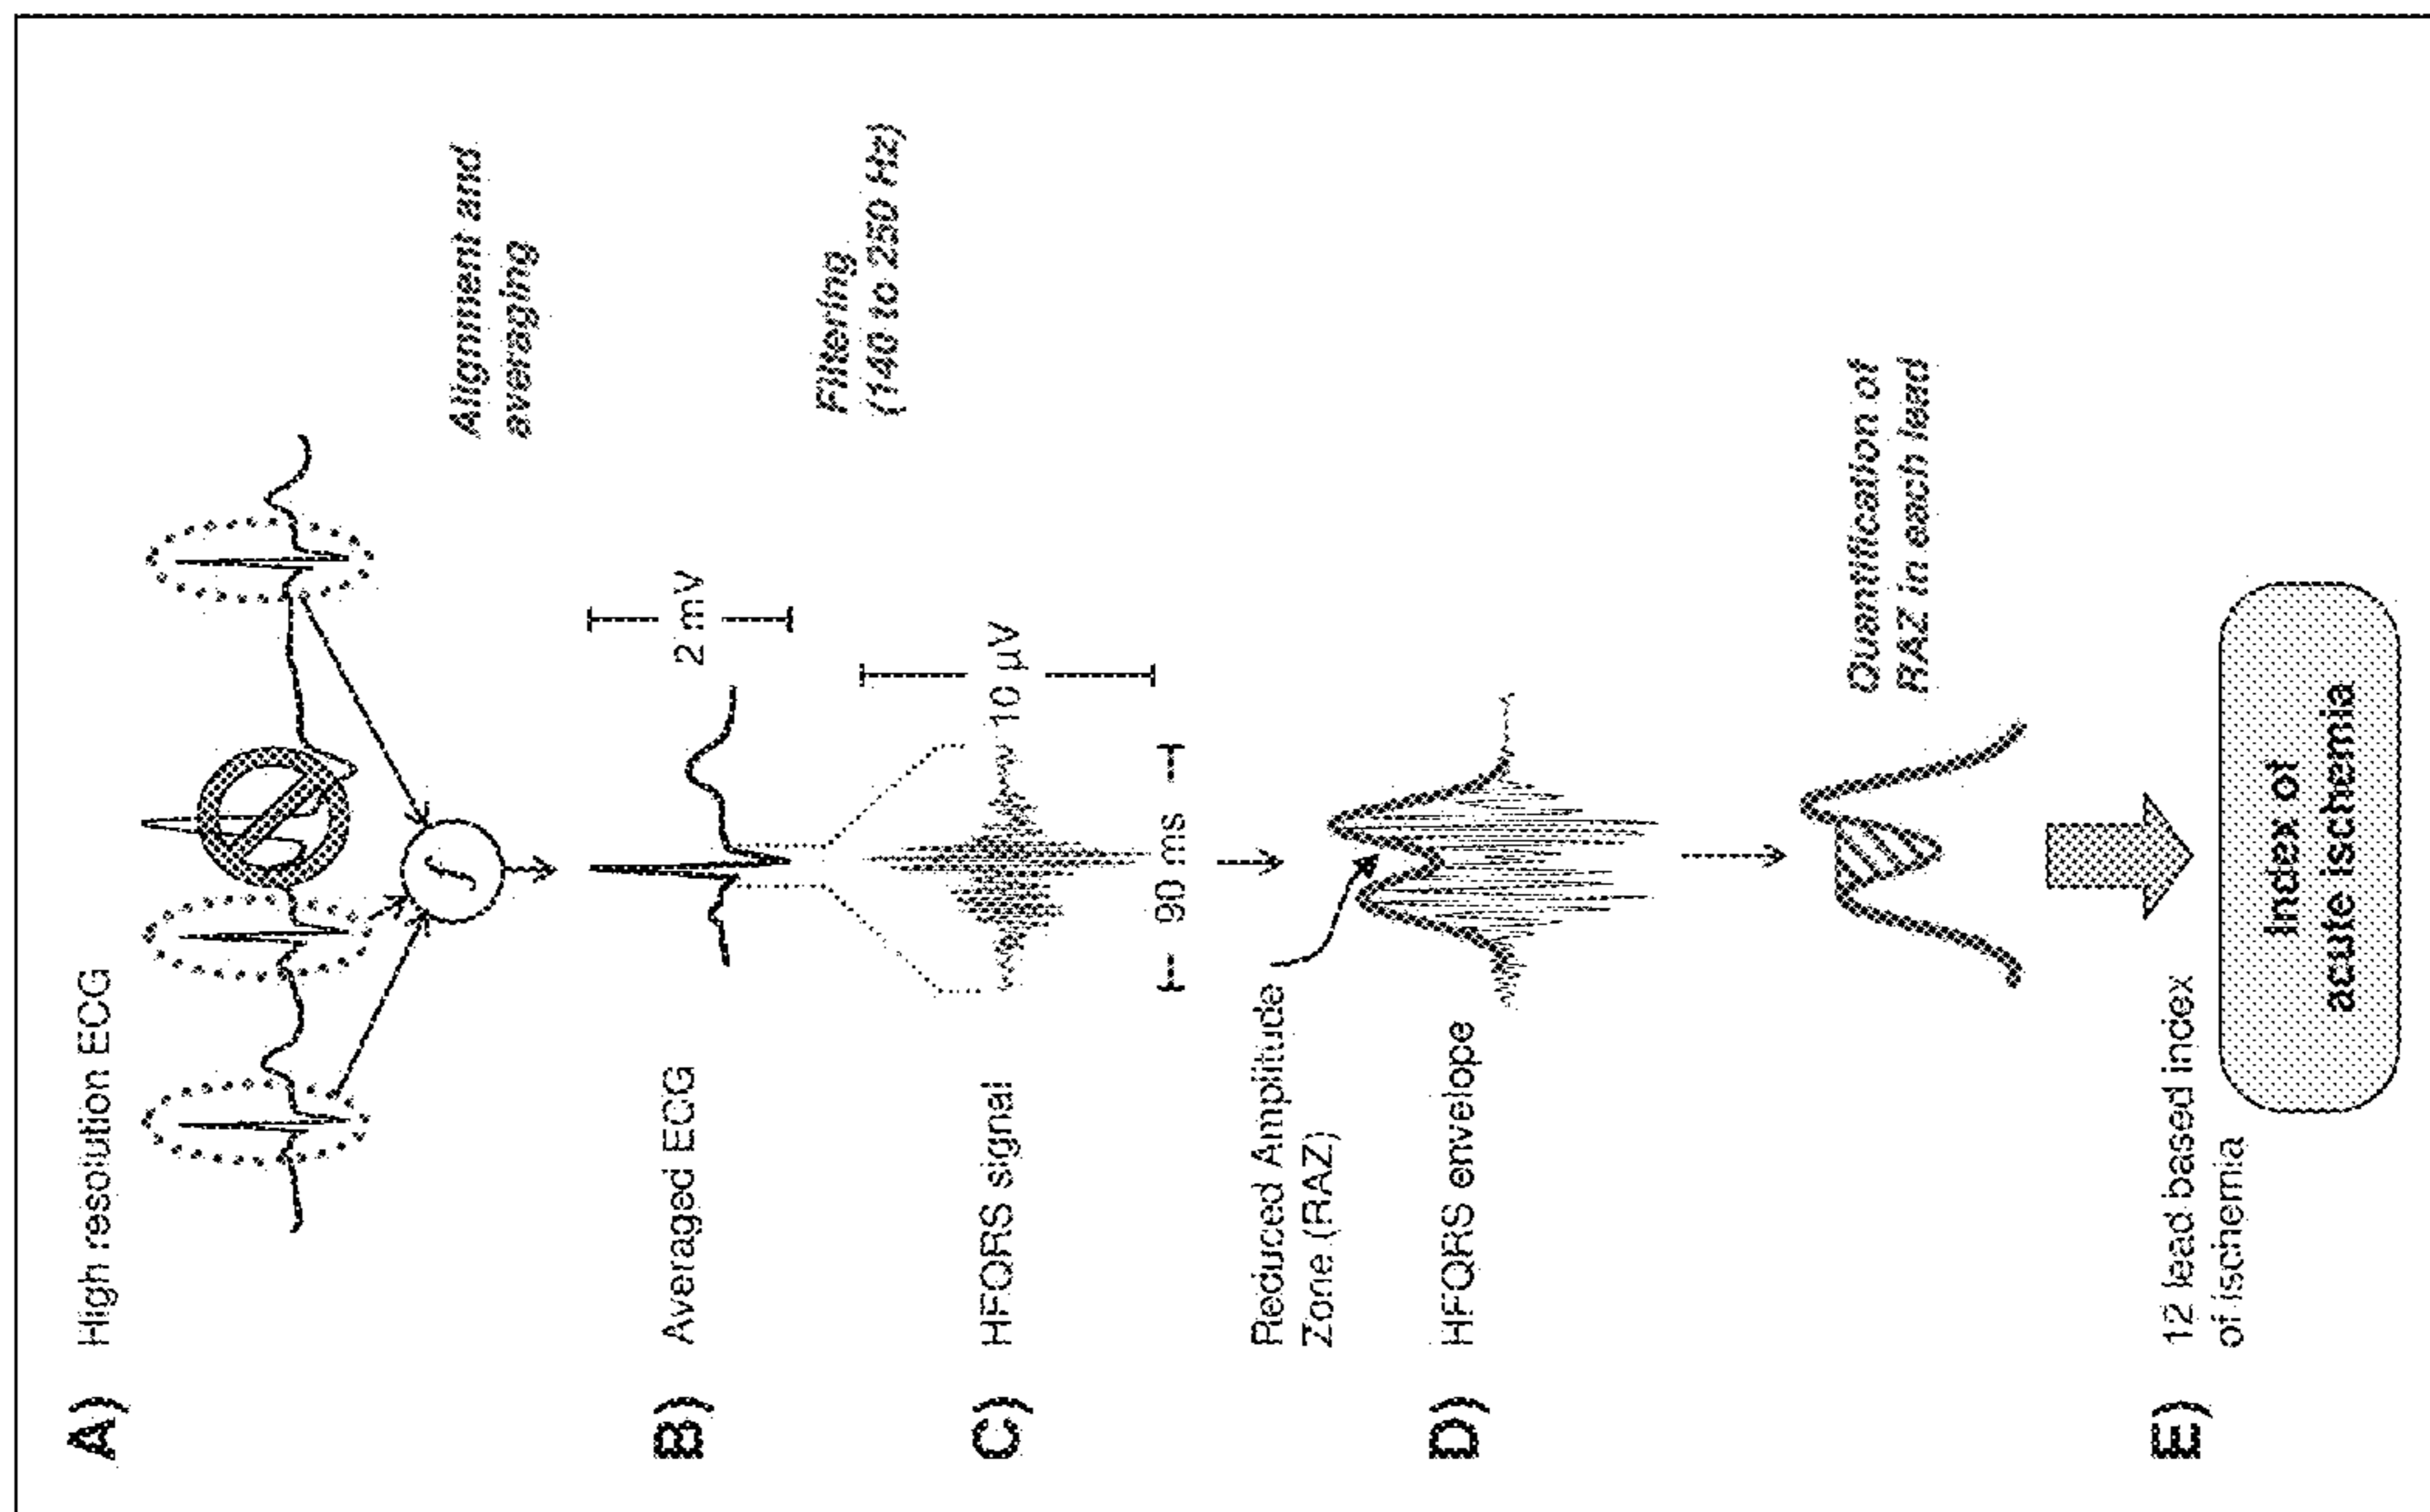 A) High resolution ECG
Alignment and
averaging
f
B) Averaged ECG
2 mV
Filtering
(140 to 250 Hz)
C) HFQRS signal
10 µV
90 ms
Reduced Amplitude
Zone (RAZ)
D) HFQRS envelope
Quantification of
RAZ in each lead
E) 12 lead based index
of ischemia
Index of
acute ischemia